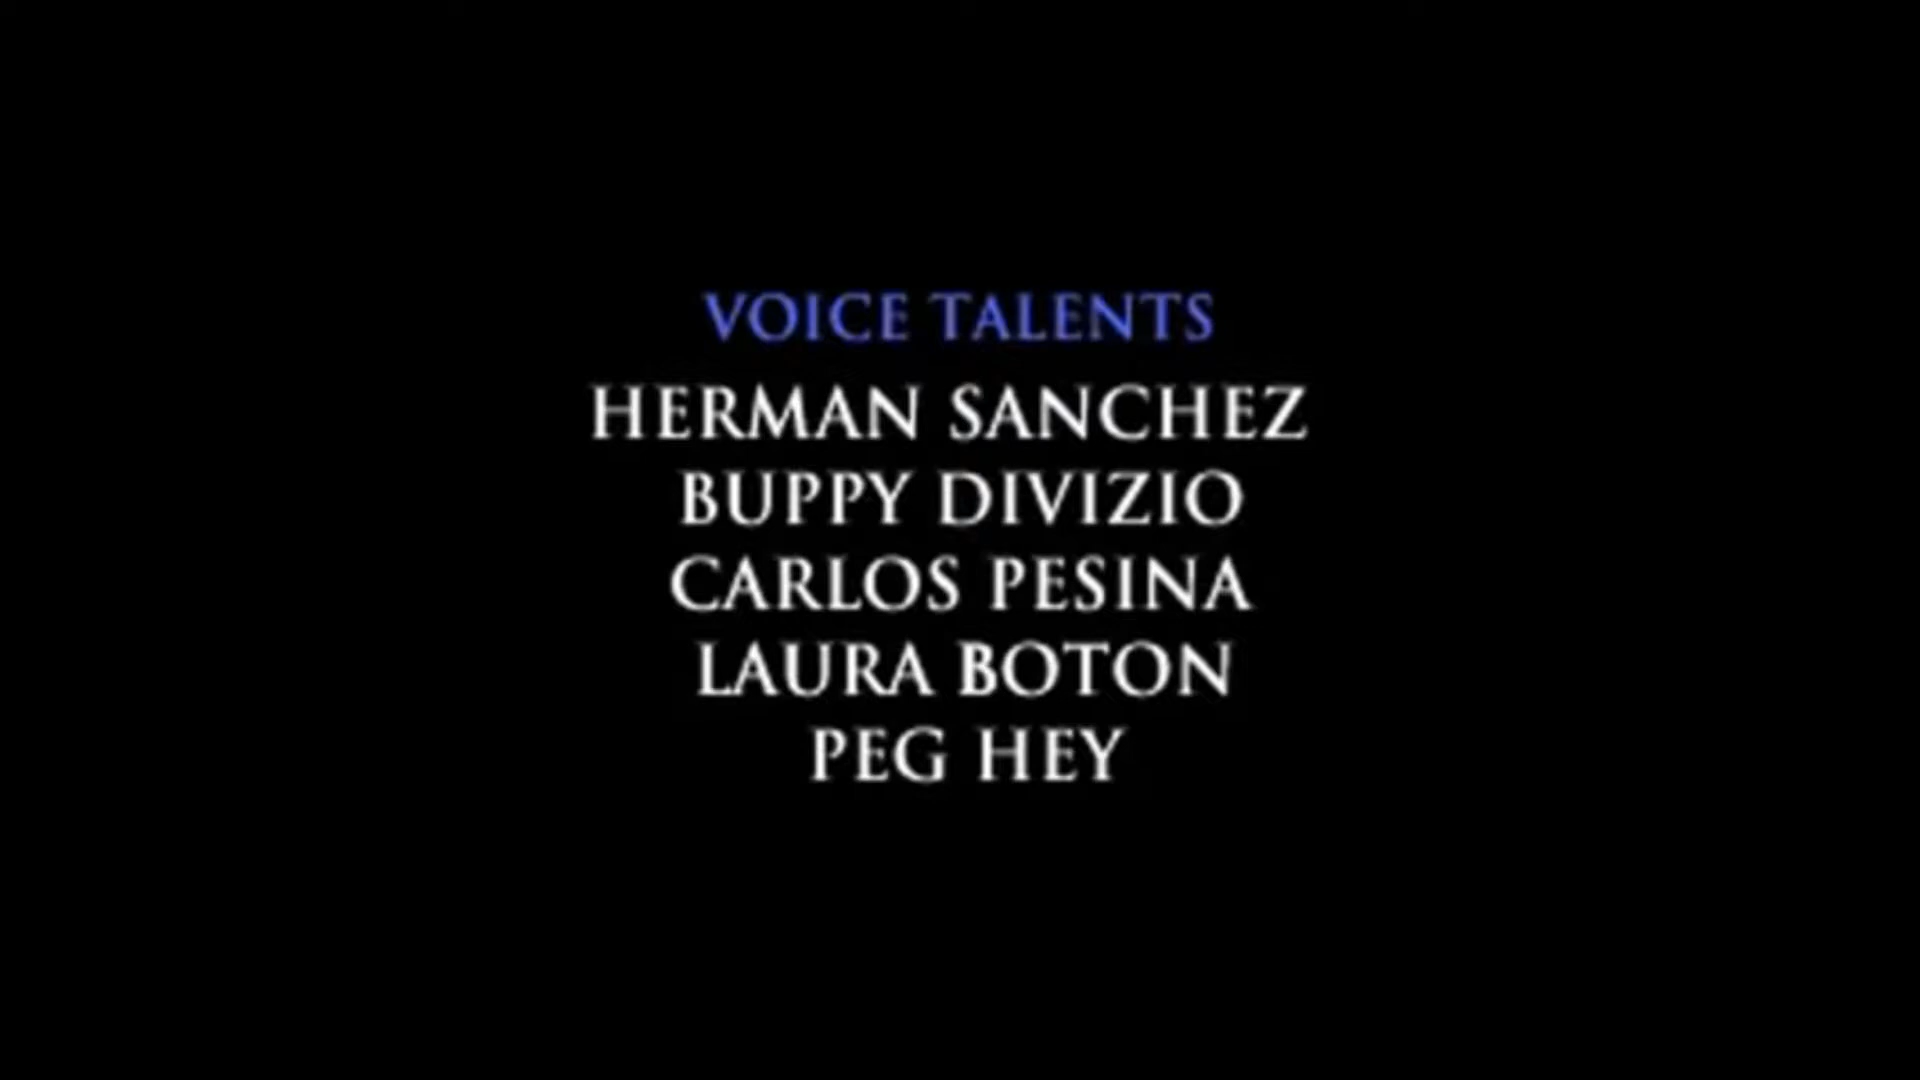 VOICE TALENTS
HERMAN SANCHEZ
BUPPY DIVIZIO
CARLOS PESINA
LAURA BOTON
PEG HEY